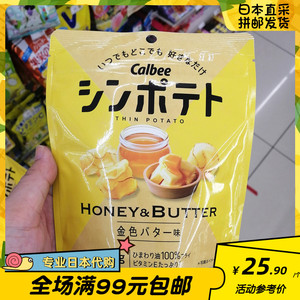 日本直采
拼邮发货
いつでもどこでも 好きなだけ
Calbee
シンポテト
THIN POTATO
HONEY&BUTTER
金色バター味
ひまわり油100%
ビタミンEたっぷり
专业日本代购
全场满99元包邮
¥25.90
活动参考价